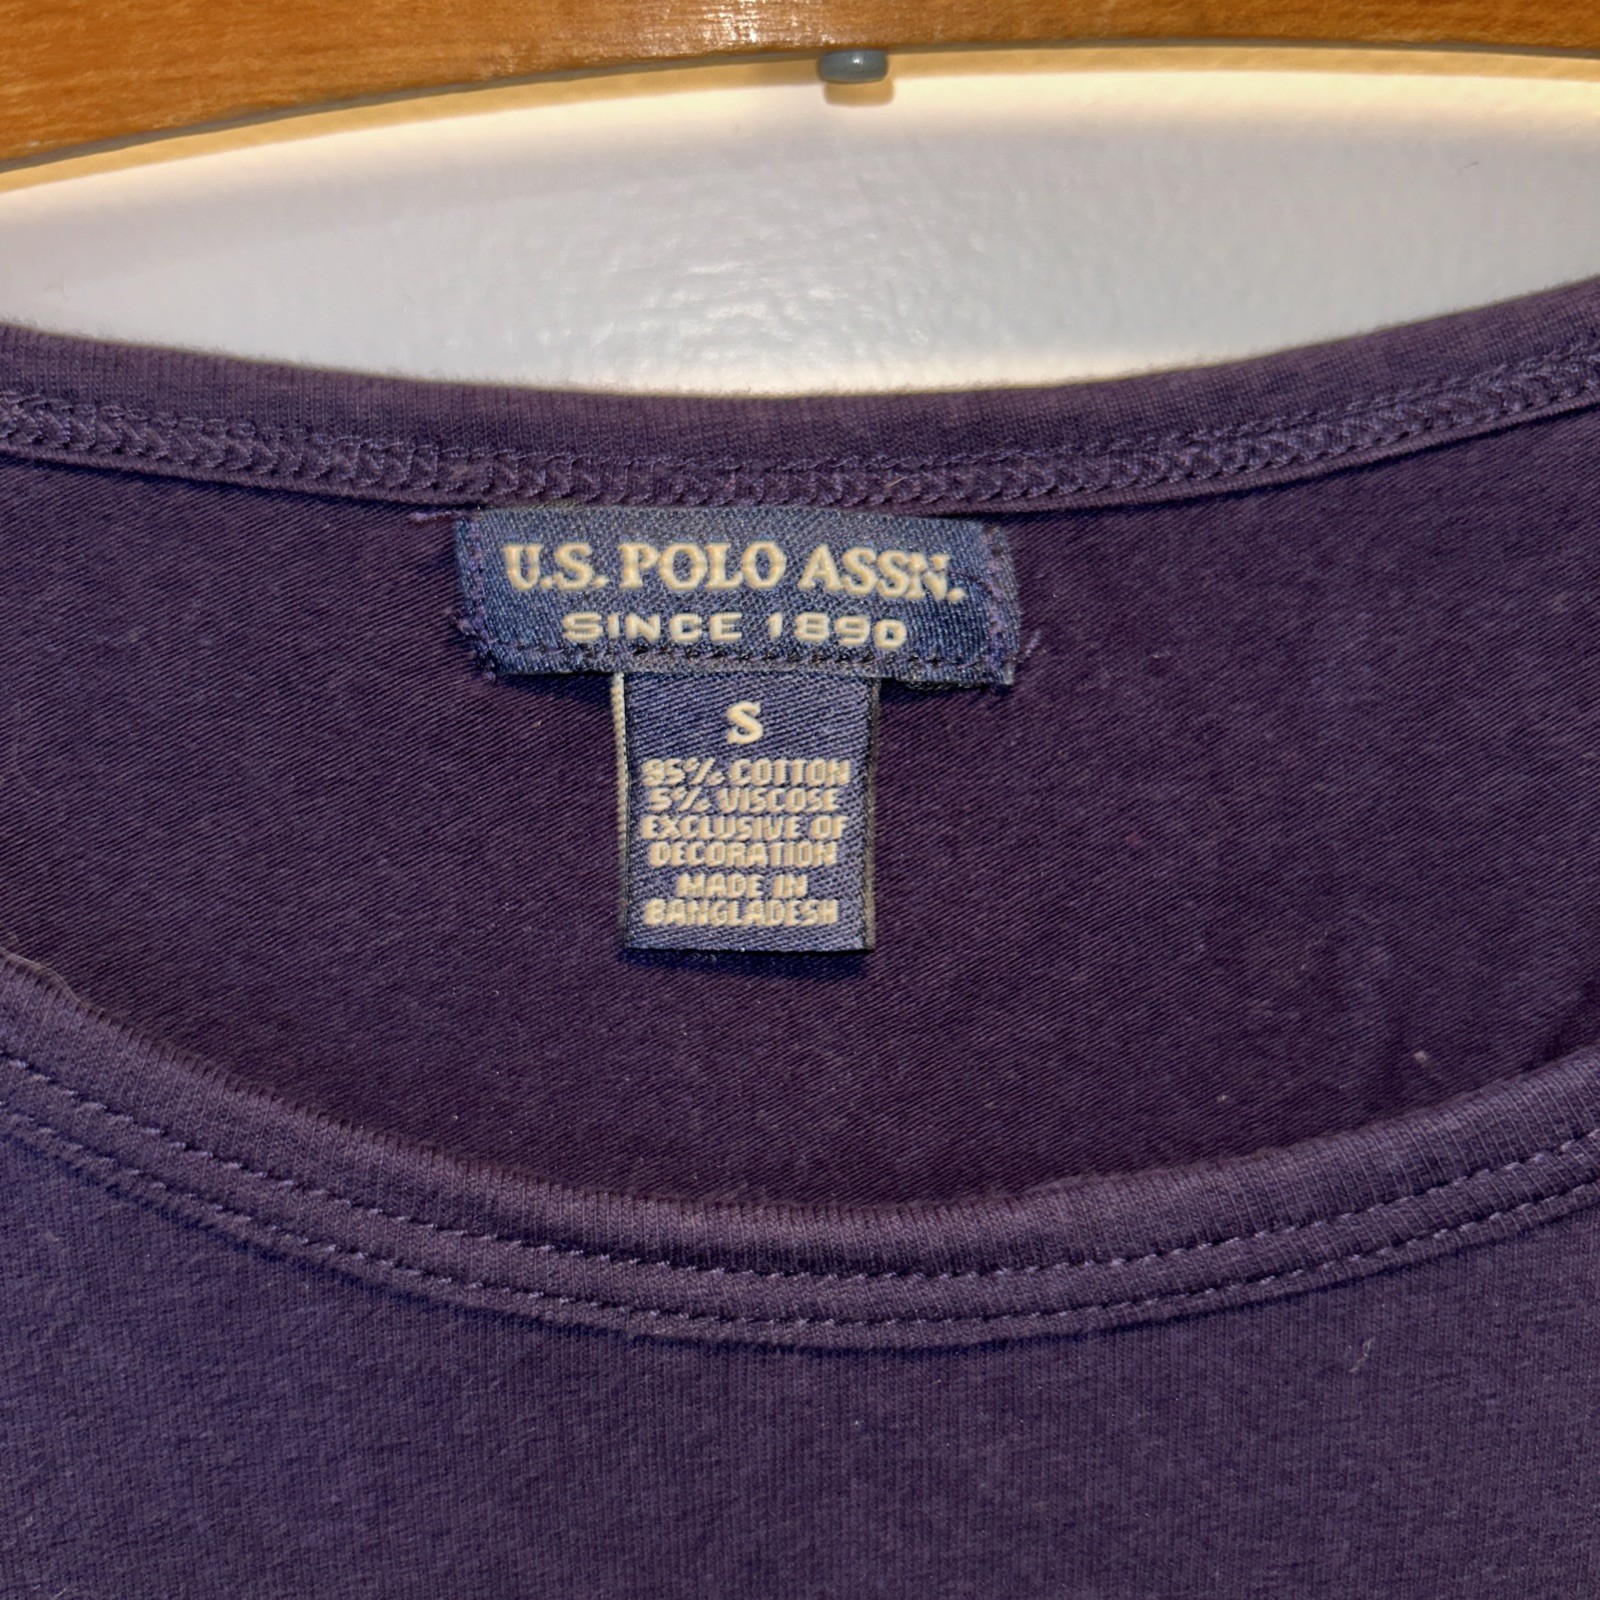 U.S. POLO ASSN.
SINCE 1890
S
95% COTTON
5% VISCOSE
EXCLUSIVE OF
DECORATION
MADE IN
BANGLADESH